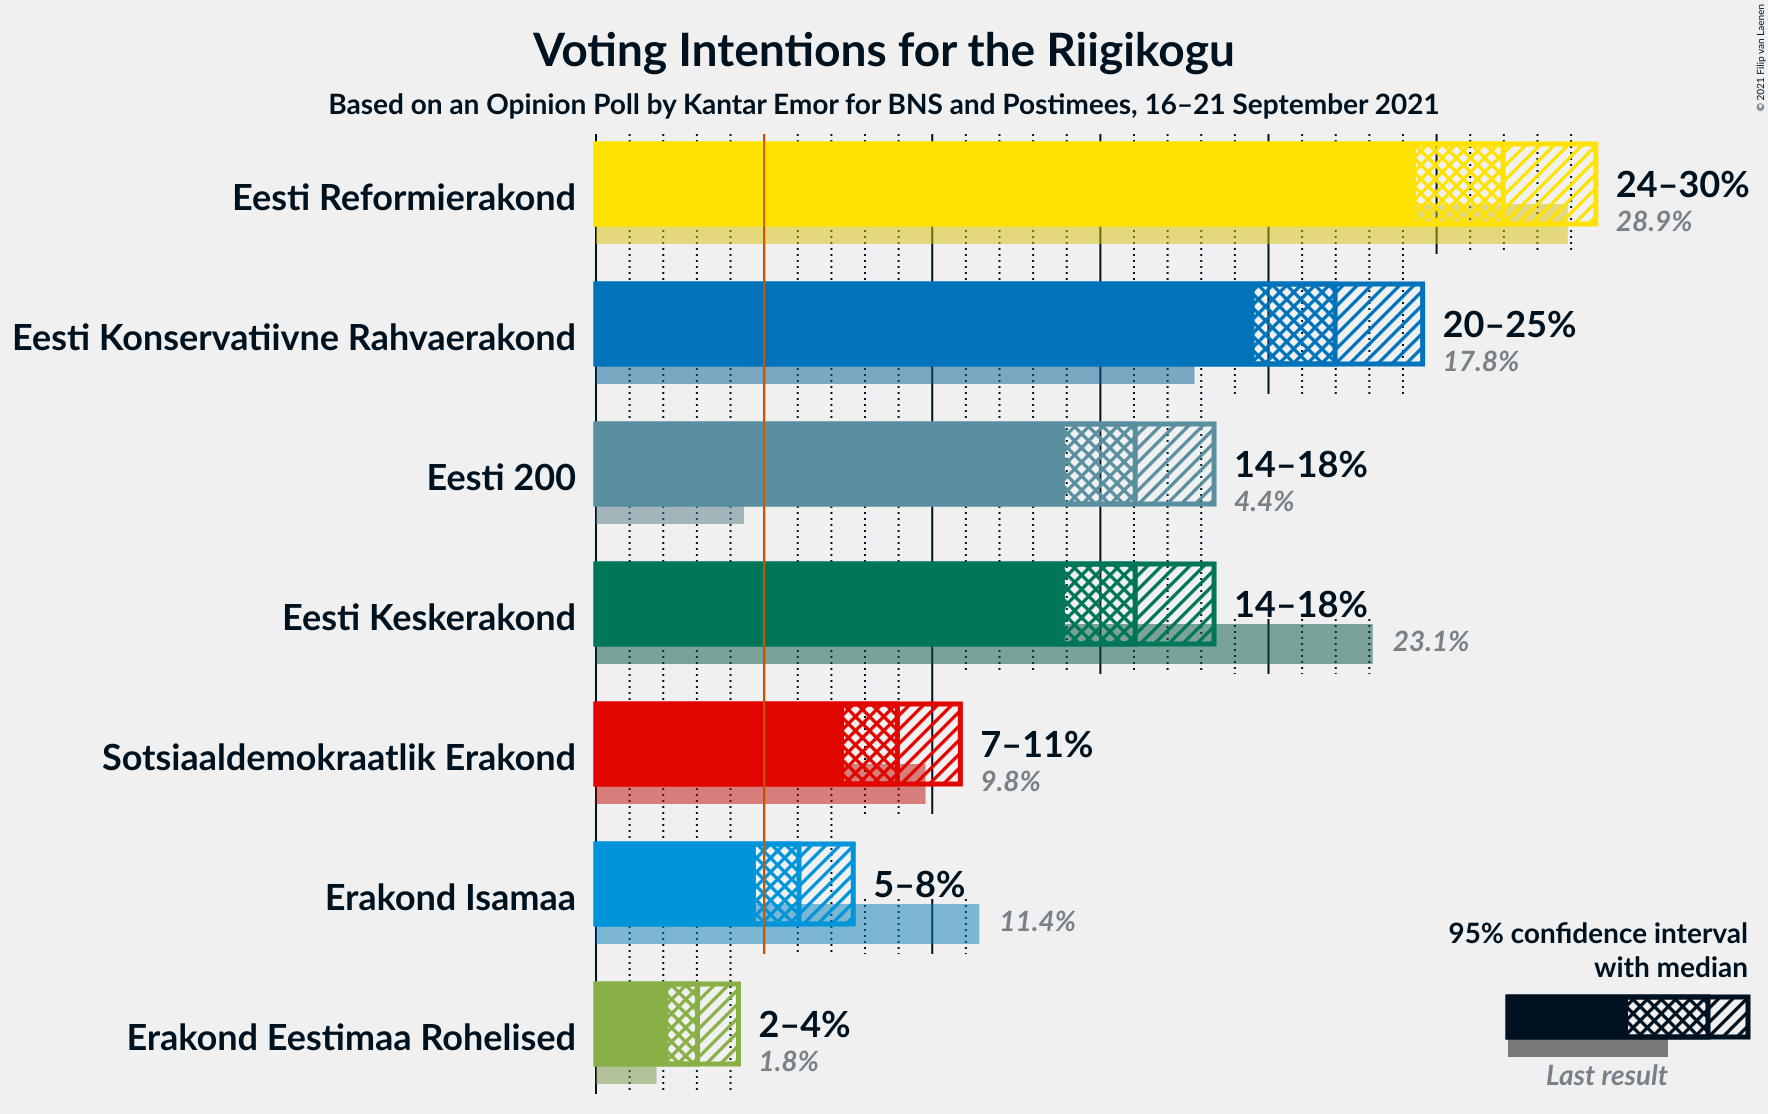 Voting Intentions for the Riigikogu
Based on an Opinion Poll by Kantar Emor for BNS and Postimees, 16–21 September 2021
© 2021 Filip van Laenen
Eesti Reformierakond
24–30%
28.9%
Eesti Konservatiivne Rahvaerakond
20–25%
17.8%
Eesti 200
14–18%
4.4%
Eesti Keskerakond
14–18%
23.1%
Sotsiaaldemokraatlik Erakond
7–11%
9.8%
Erakond Isamaa
5–8%
11.4%
Erakond Eestimaa Rohelised
2–4%
1.8%
95% confidence interval
with median
Last result